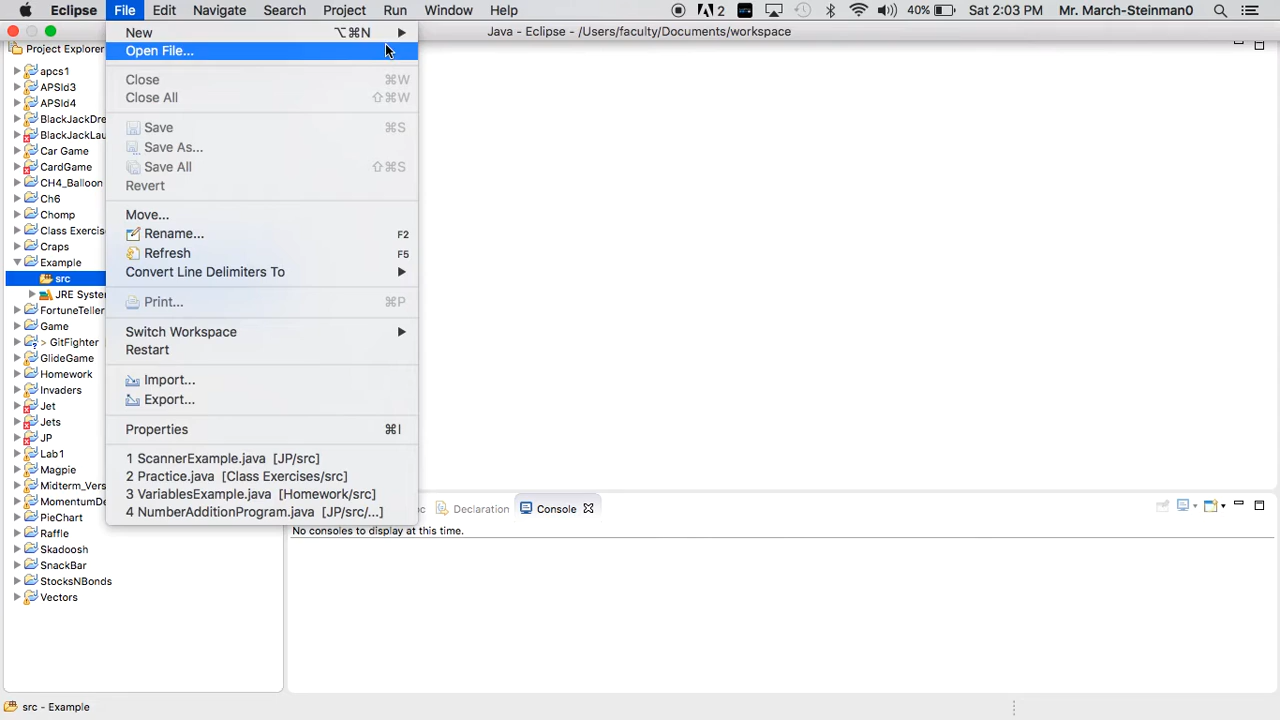 Eclipse File Edit Navigate Search Project Run Window Help 2 40% Sat 2:03 PM Mr. March-Steinman0
Java - Eclipse - /Users/faculty/Documents/workspace
Project Explorer
apcs1
APSId3
APSId4
BlackJackDre
BlackJackLau
Car Game
CardGame
CH4_Balloon
Ch6
Chomp
Class Exercise
Craps
Example
src
JRE System
FortuneTeller
Game
> GitFighter
GlideGame
Homework
Invaders
Jet
Jets
JP
Lab1
Magpie
Midterm_Vers
MomentumDe
PieChart
Raffle
Skadoosh
SnackBar
StocksNBonds
Vectors
New ⌥⌘N
Open File...
Close ⌘W
Close All ⇧⌘W
Save ⌘S
Save As...
Save All ⇧⌘S
Revert
Move...
Rename... F2
Refresh F5
Convert Line Delimiters To
Print... ⌘P
Switch Workspace
Restart
Import...
Export...
Properties ⌘I
1 ScannerExample.java [JP/src]
2 Practice.java [Class Exercises/src]
3 VariablesExample.java [Homework/src]
4 NumberAdditionProgram.java [JP/src/...]
c Declaration Console
No consoles to display at this time.
src - Example